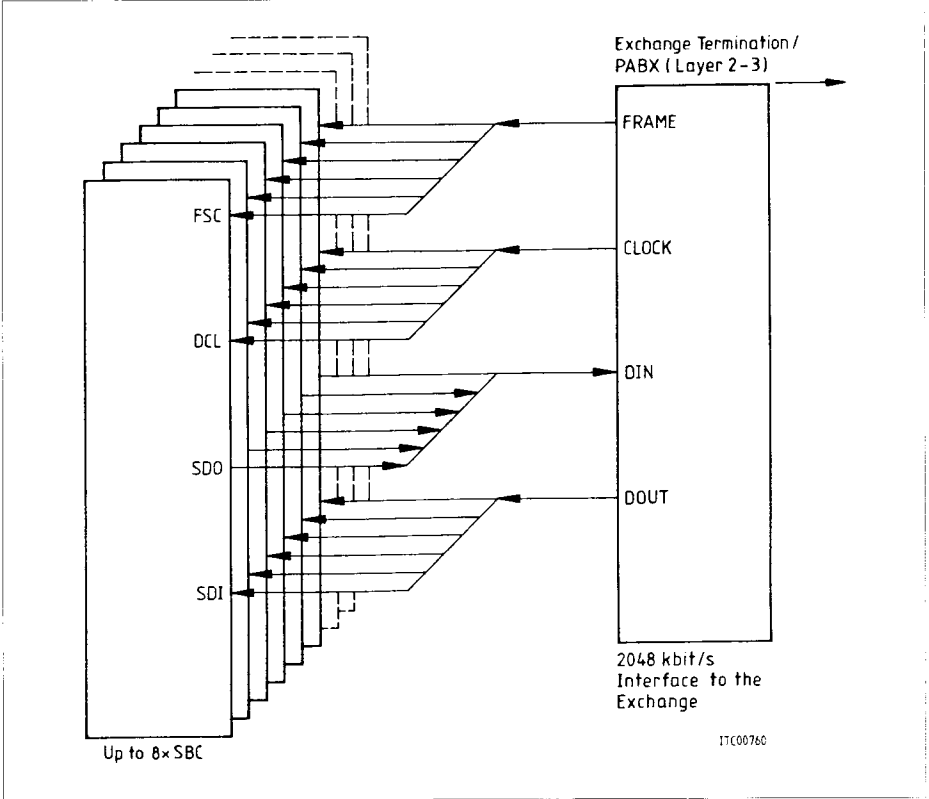 Exchange Termination/
PABX (Layer 2-3)
FRAME
FSC
CLOCK
DCL
DIN
SDO
DOUT
SDI
2048 kbit/s
Interface to the
Exchange
Up to 8x SBC
ITC00760